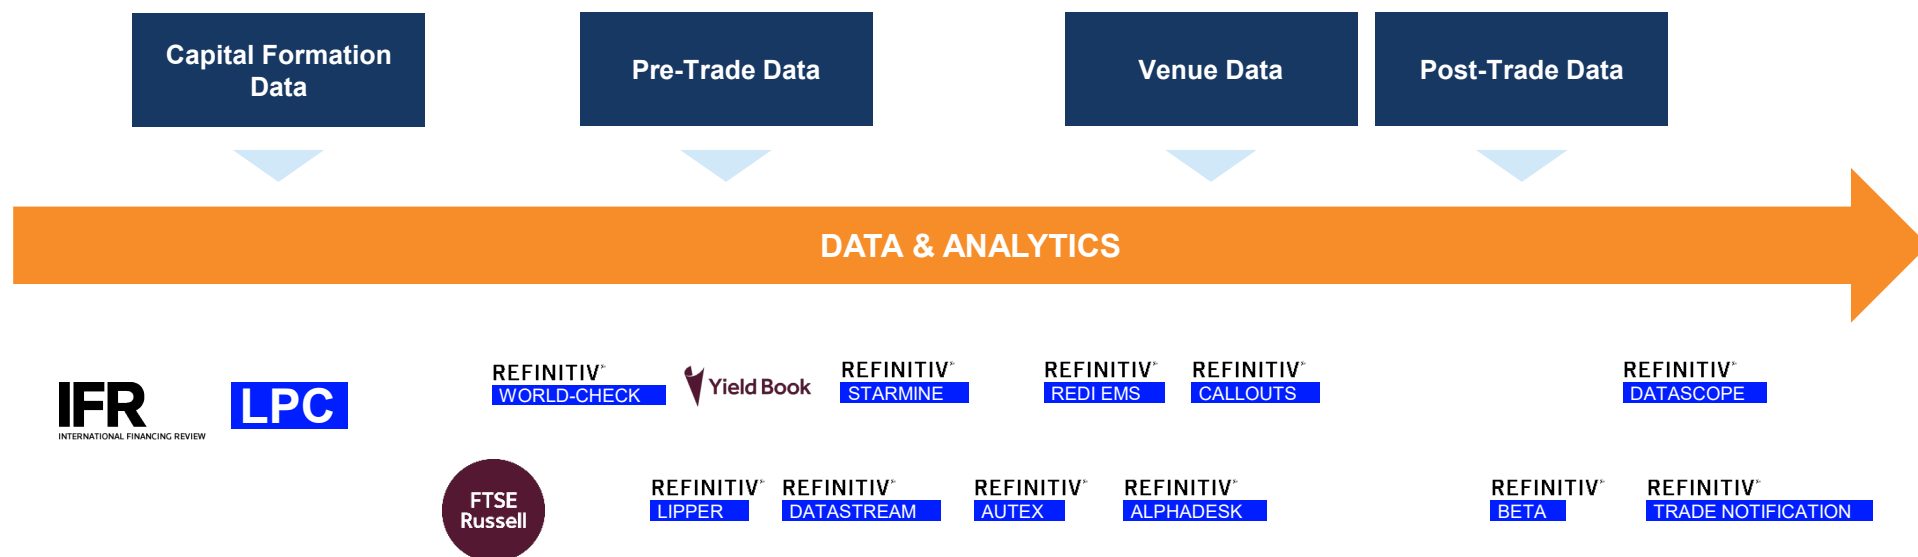 Capital Formation
Data
Pre-Trade Data
Venue Data
Post-Trade Data
DATA & ANALYTICS
IFR
INTERNATIONAL FINANCING REVIEW
LPC
REFINITIV
WORLD-CHECK
Yield Book
REFINITIV
STARMINE
REFINITIV
REDI EMS
REFINITIV
CALLOUTS
REFINITIV
DATASCOPE
FTSE
Russell
REFINITIV
LIPPER
REFINITIV
DATASTREAM
REFINITIV
AUTEX
REFINITIV
ALPHADESK
REFINITIV
BETA
REFINITIV
TRADE NOTIFICATION